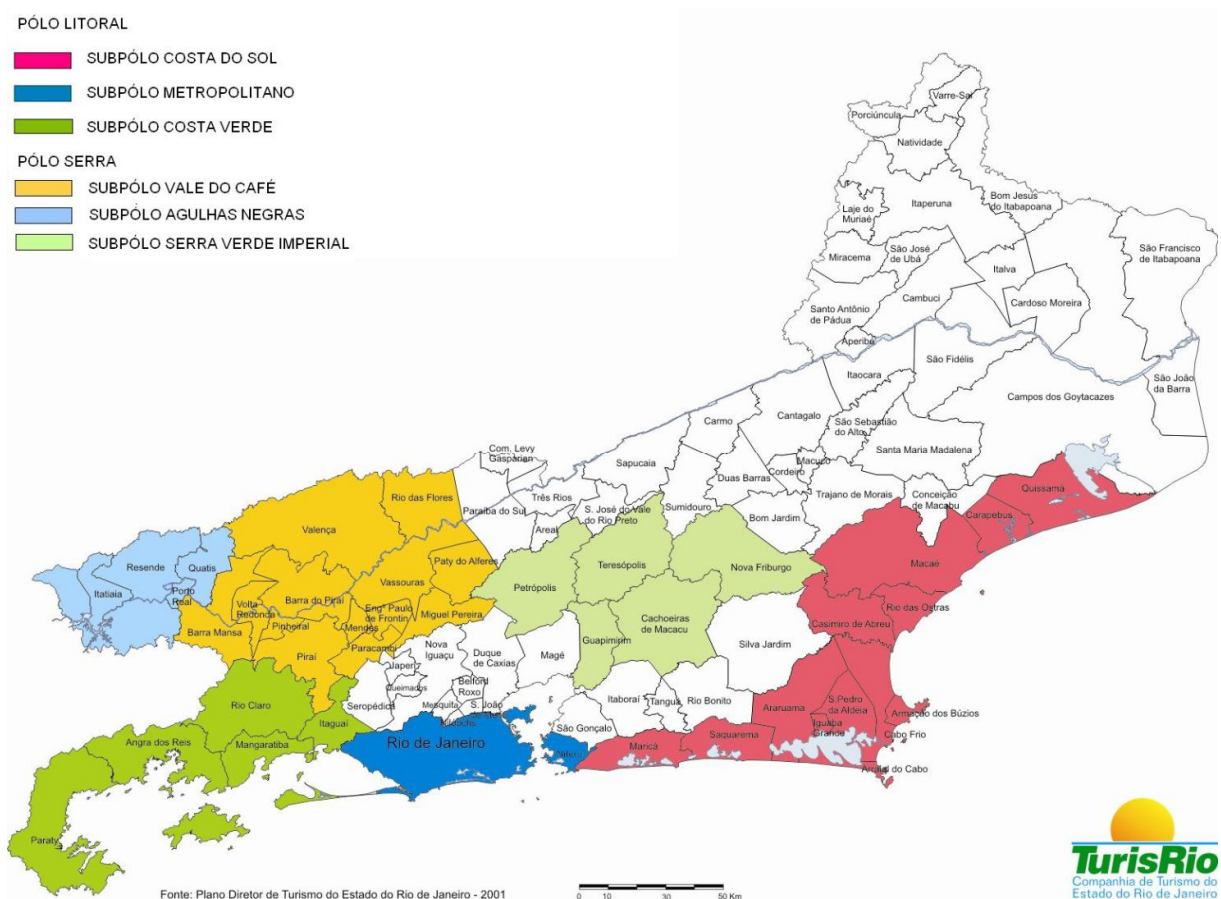 PÓLO LITORAL
SUBPÓLO COSTA DO SOL
SUBPÓLO METROPOLITANO
SUBPÓLO COSTA VERDE
PÓLO SERRA
SUBPÓLO VALE DO CAFÉ
SUBPÓLO AGULHAS NEGRAS
SUBPÓLO SERRA VERDE IMPERIAL
Varre-Sai
Porciúncula
Natividade
Bom Jesus
do Itabapoana
Itaperuna
Laje do
Muriaé
São Francisco
de Itabapoana
Miracema
São José
de Ubá
Italva
Cambuci
Cardoso Moreira
Santo Antônio
de Pádua
Aperibé
São Fidélis
Itaocara
São João
da Barra
Campos dos Goytacazes
Cantagalo
Carmo
São Sebastião
do Alto
Santa Maria Madalena
Com. Levy
Gasparian
Sapucaia
Macuco
Cordeiro
Duas Barras
Quissamã
Rio das Flores
Três Rios
Trajano de Morais
Conceição
de Macabu
Paraíba do Sul
S. José do Vale
do Rio Preto
Sumidouro
Carapebus
Valença
Areal
Bom Jardim
Paty do Alferes
Teresópolis
Nova Friburgo
Macaé
Resende
Quatis
Vassouras
Petrópolis
Itatiaia
Porto
Real
Volta
Redonda
Barra do Piraí
Engº Paulo
de Frontin
Miguel Pereira
Rio das Ostras
Cachoeiras
de Macacu
Casimiro de Abreu
Barra Mansa
Pinheiral
Mendes
Guapimirim
Paracambi
Nova
Iguaçu
Duque
de Caxias
Magé
Silva Jardim
Piraí
Japeri
Queimados
Belford
Roxo
Itaboraí
Tanguá
Rio Bonito
Rio Claro
Seropédica
Mesquita
S. João
Araruama
S.Pedro
da Aldeia
Armação dos Búzios
Itaguaí
São Gonçalo
Iguaba
Grande
Cabo Frio
Angra dos Reis
Mangaratiba
Rio de Janeiro
Maricá
Saquarema
Arraial do Cabo
Paraty
TurisRio
Companhia de Turismo do
Estado do Rio de Janeiro
Fonte: Plano Diretor de Turismo do Estado do Rio de Janeiro - 2001
0 10 30 50 Km